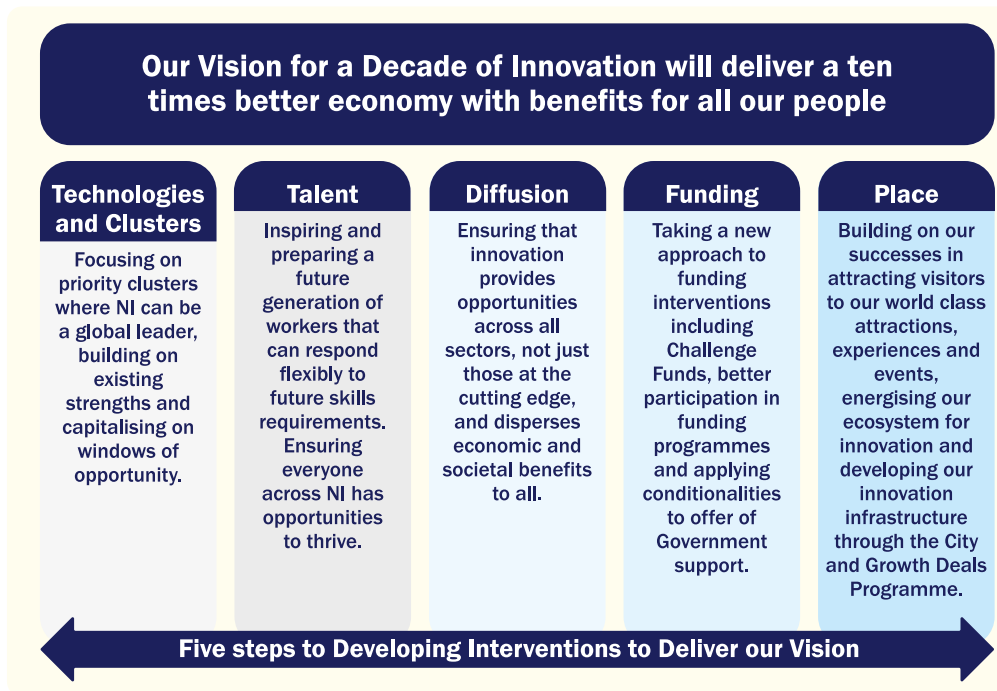 Our Vision for a Decade of Innovation will deliver a ten
times better economy with benefits for all our people
Technologies
and Clusters
Focusing on
priority clusters
where NI can be
a global leader,
building on
existing
strengths and
capitalising on
windows of
opportunity.
Talent
Inspiring and
preparing a
future
generation of
workers that
can respond
flexibly to
future skills
requirements.
Ensuring
everyone
across NI has
opportunities
to thrive.
Diffusion
Ensuring that
innovation
provides
opportunities
across all
sectors, not just
those at the
cutting edge,
and disperses
economic and
societal benefits
to all.
Funding
Taking a new
approach to
funding
interventions
including
Challenge
Funds, better
participation in
funding
programmes
and applying
conditionalities
to offer of
Government
support.
Place
Building on our
successes in
attracting visitors
to our world class
attractions,
experiences and
events,
energising our
ecosystem for
innovation and
developing our
innovation
infrastructure
through the City
and Growth Deals
Programme.
Five steps to Developing Interventions to Deliver our Vision